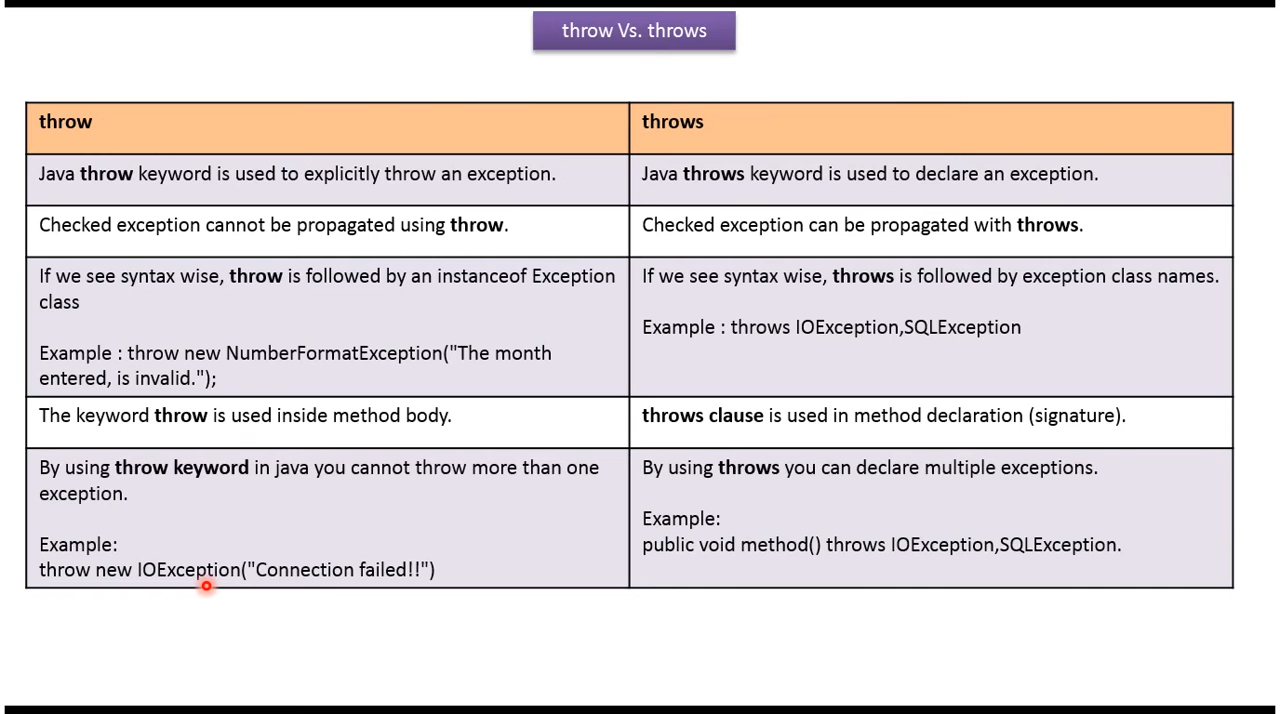 throw Vs. throws
throw
throws
Java throw keyword is used to explicitly throw an exception.
Java throws keyword is used to declare an exception.
Checked exception cannot be propagated using throw.
Checked exception can be propagated with throws.
If we see syntax wise, throw is followed by an instanceof Exception
class
Example : throw new NumberFormatException("The month
entered, is invalid.");
If we see syntax wise, throws is followed by exception class names.
Example : throws IOException,SQLException
The keyword throw is used inside method body.
throws clause is used in method declaration (signature).
By using throw keyword in java you cannot throw more than one
exception.
Example:
throw new IOException("Connection failed!!")
By using throws you can declare multiple exceptions.
Example:
public void method() throws IOException,SQLException.